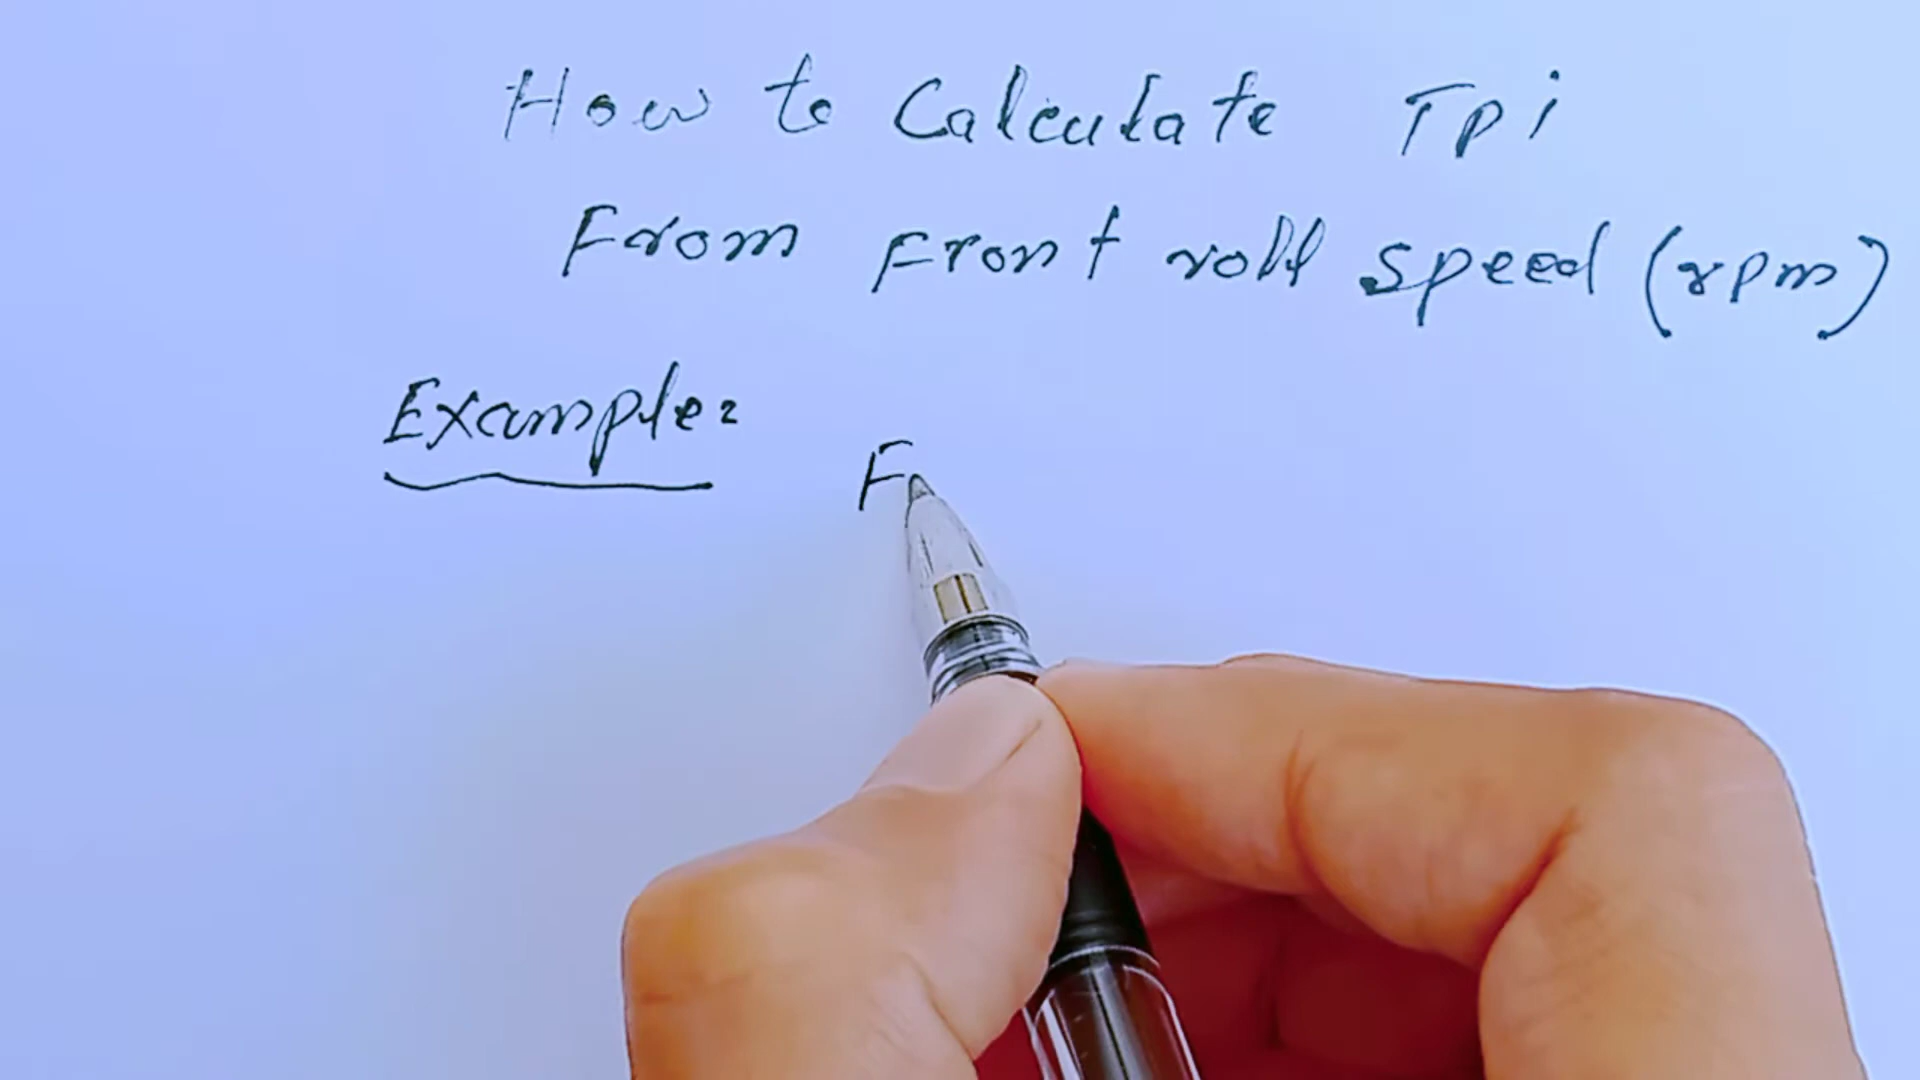 How to Calculate Tpi
From Front roll speed (rpm)
Example:
F